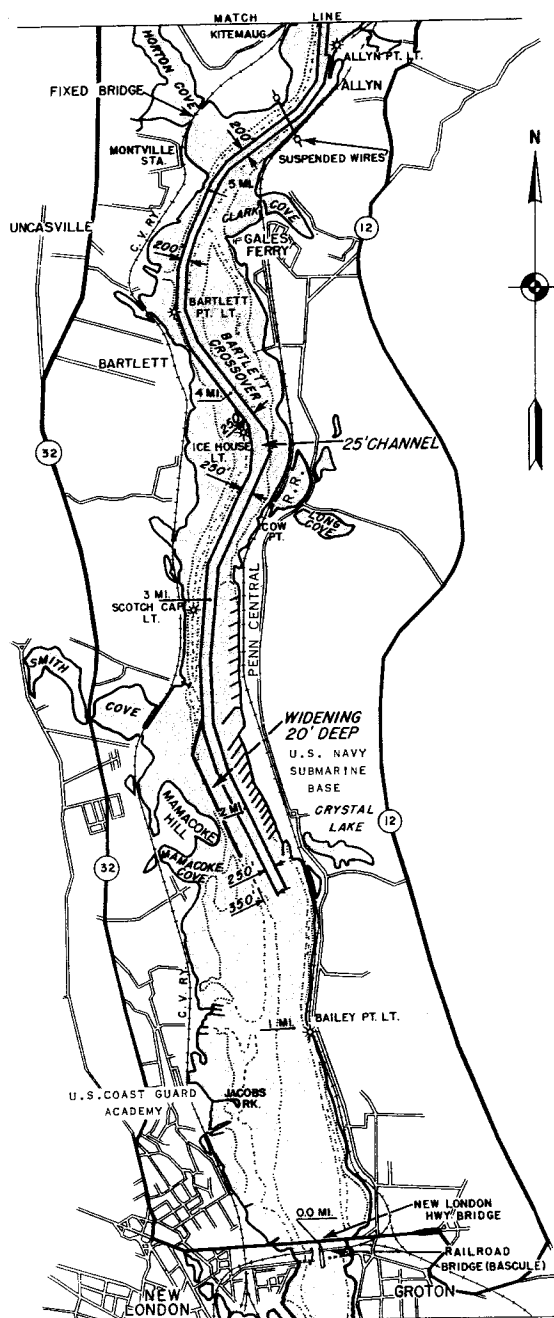 MATCH LINE
KITEMAUG
HORTON COVE
ALLYN PT. LT.
ALLYN
FIXED BRIDGE
200'
MONTVILLE
STA.
SUSPENDED WIRES
N
5 MI.
CLARK COVE
UNCASVILLE
C.V. RY
12
GALES
FERRY
200'
BARTLETT
PT. LT.
BARTLETT
CROSSOVER
BARTLETT
4 MI.
25' CHANNEL
32
ICE HOUSE
LT.
250'
R.R.
LONG
COVE
COW
PT.
3 MI.
SCOTCH CAP
LT.
PENN CENTRAL
SMITH
COVE
WIDENING
20' DEEP
U.S. NAVY
SUBMARINE
BASE
2 MI.
MAMACOKE
HILL
CRYSTAL
LAKE
12
MAMACOKE
COVE
32
250'
350'
C.V. RY
1 MI.
BAILEY PT. LT.
U.S. COAST GUARD
ACADEMY
JACOBS
RK.
0.0 MI.
NEW LONDON
HWY BRIDGE
RAILROAD
BRIDGE (BASCULE)
NEW
LONDON
GROTON